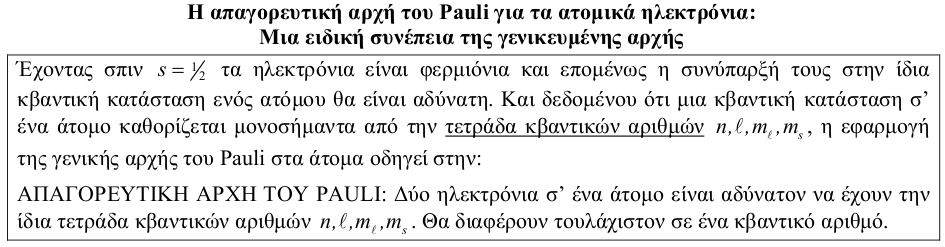 Η απαγορευτική αρχή του Pauli για τα ατομικά ηλεκτρόνια:
Μια ειδική συνέπεια της γενικευμένης αρχής
Έχοντας σπιν s = ½ τα ηλεκτρόνια είναι φερμιόνια και επομένως η συνύπαρξή τους στην ίδια
κβαντική κατάσταση ενός ατόμου θα είναι αδύνατη. Και δεδομένου ότι μια κβαντική κατάσταση σ’
ένα άτομο καθορίζεται μονοσήμαντα από την τετράδα κβαντικών αριθμών n,ℓ,m_ℓ,m_s, η εφαρμογή
της γενικής αρχής του Pauli στα άτομα οδηγεί στην:
ΑΠΑΓΟΡΕΥΤΙΚΗ ΑΡΧΗ ΤΟΥ PAULI: Δύο ηλεκτρόνια σ’ ένα άτομο είναι αδύνατον να έχουν την
ίδια τετράδα κβαντικών αριθμών n,ℓ,m_ℓ,m_s. Θα διαφέρουν τουλάχιστον σε ένα κβαντικό αριθμό.